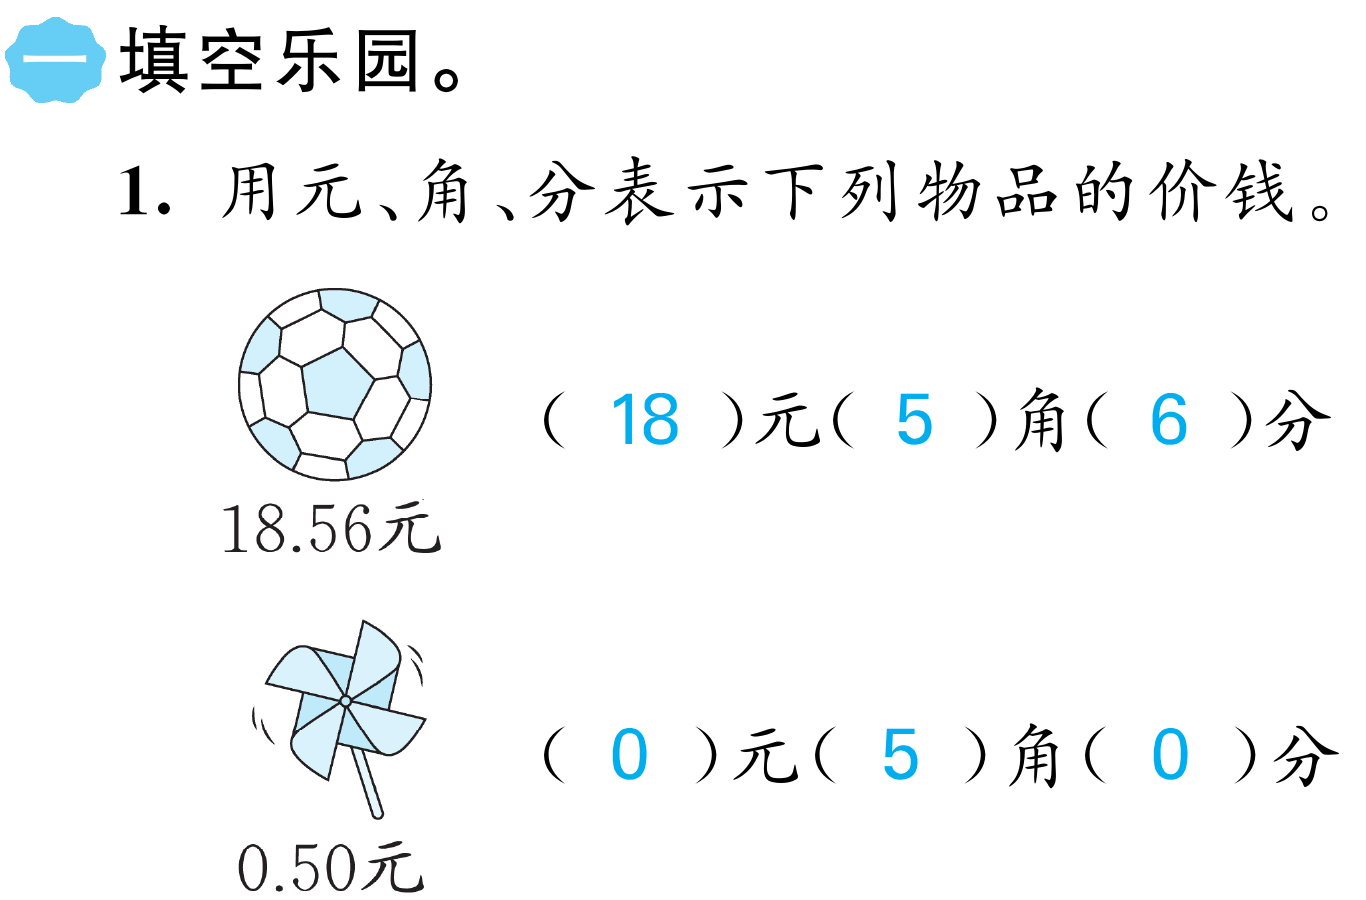 一 填空乐园。
1. 用元、角、分表示下列物品的价钱。
( 18 )元( 5 )角( 6 )分
18.56元
( 0 )元( 5 )角( 0 )分
0.50元